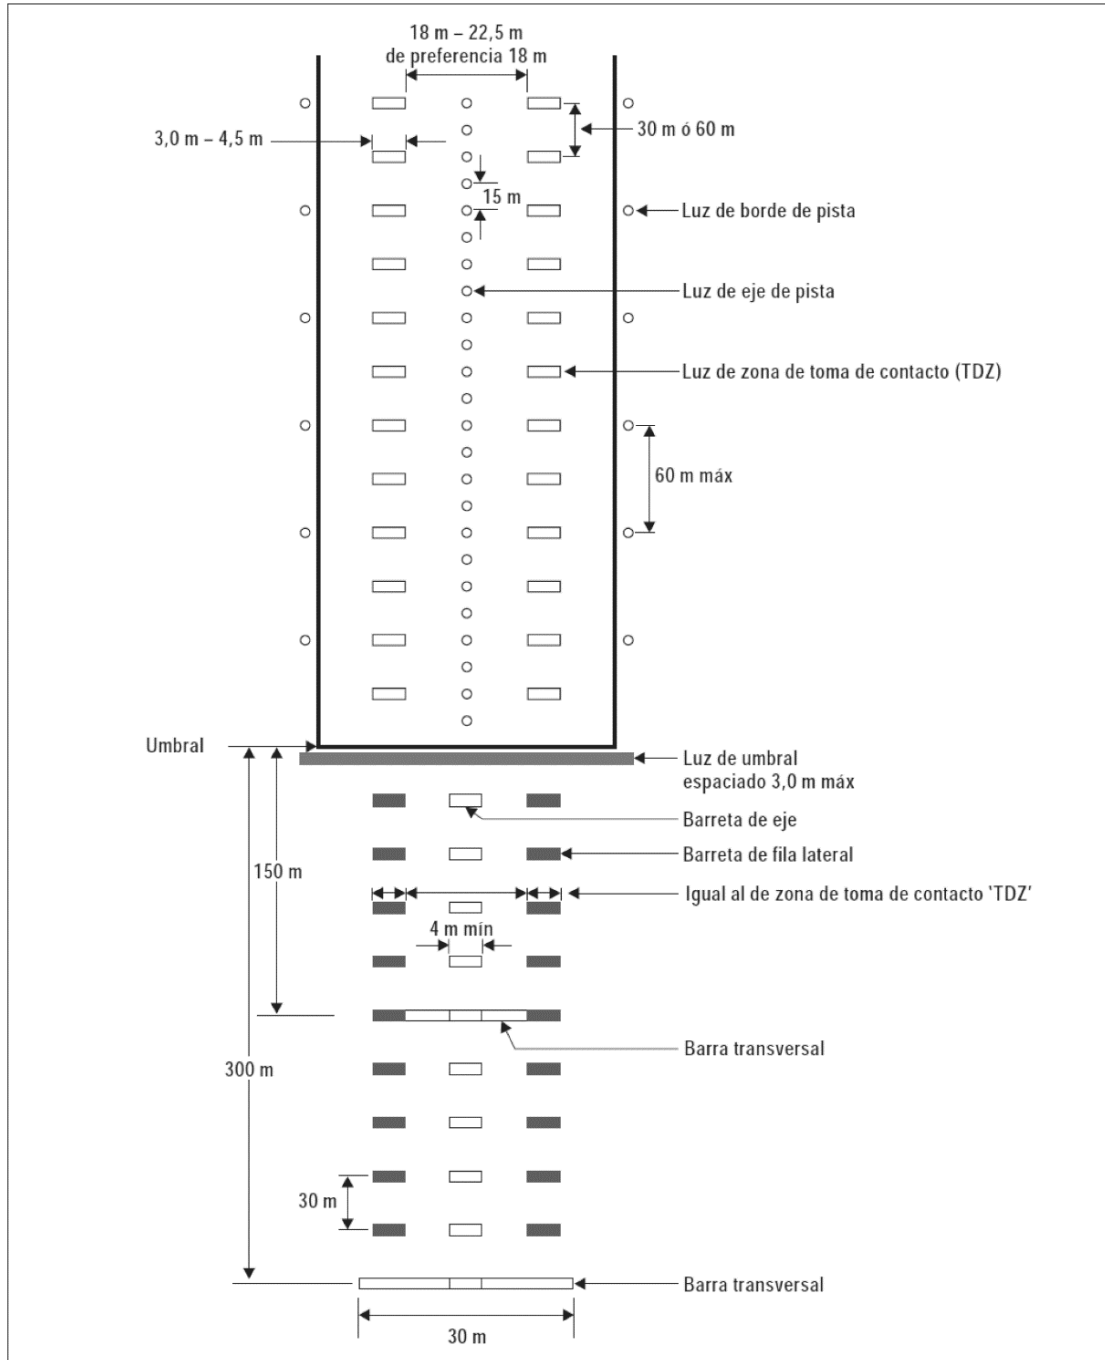 18 m – 22,5 m
de preferencia 18 m
3,0 m – 4,5 m
30 m ó 60 m
15 m
Luz de borde de pista
Luz de eje de pista
Luz de zona de toma de contacto (TDZ)
60 m máx
Umbral
Luz de umbral
espaciado 3,0 m máx
Barreta de eje
Barreta de fila lateral
150 m
Igual al de zona de toma de contacto ‘TDZ’
4 m mín
Barra transversal
300 m
30 m
Barra transversal
30 m